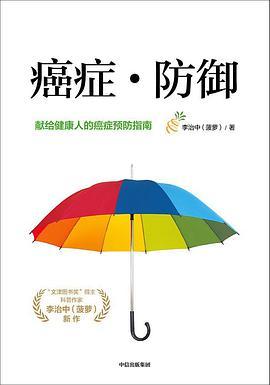 癌症·防御
献给健康人的癌症预防指南
李治中（菠萝）/ 著
“文津图书奖”得主
科普作家
李治中（菠萝）
新作
中信出版集团